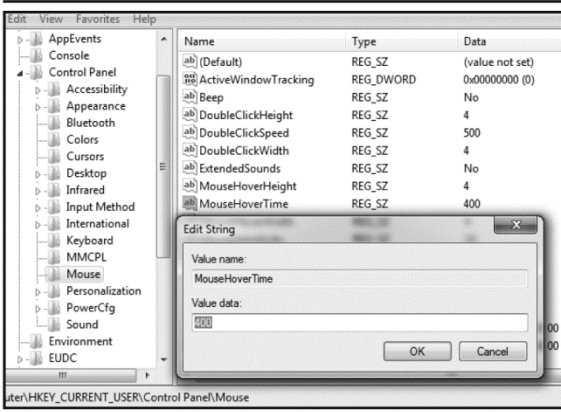 Edit View Favorites Help
AppEvents
Console
Control Panel
Accessibility
Appearance
Bluetooth
Colors
Cursors
Desktop
Infrared
Input Method
International
Keyboard
MMCPL
Mouse
Personalization
PowerCfg
Sound
Environment
EUDC
Name Type Data
(Default) REG_SZ (value not set)
ActiveWindowTracking REG_DWORD 0x00000000 (0)
Beep REG_SZ No
DoubleClickHeight REG_SZ 4
DoubleClickSpeed REG_SZ 500
DoubleClickWidth REG_SZ 4
ExtendedSounds REG_SZ No
MouseHoverHeight REG_SZ 4
MouseHoverTime REG_SZ 400
Edit String
Value name:
MouseHoverTime
Value data:
400
OK Cancel
00
00
uter\HKEY_CURRENT_USER\Control Panel\Mouse